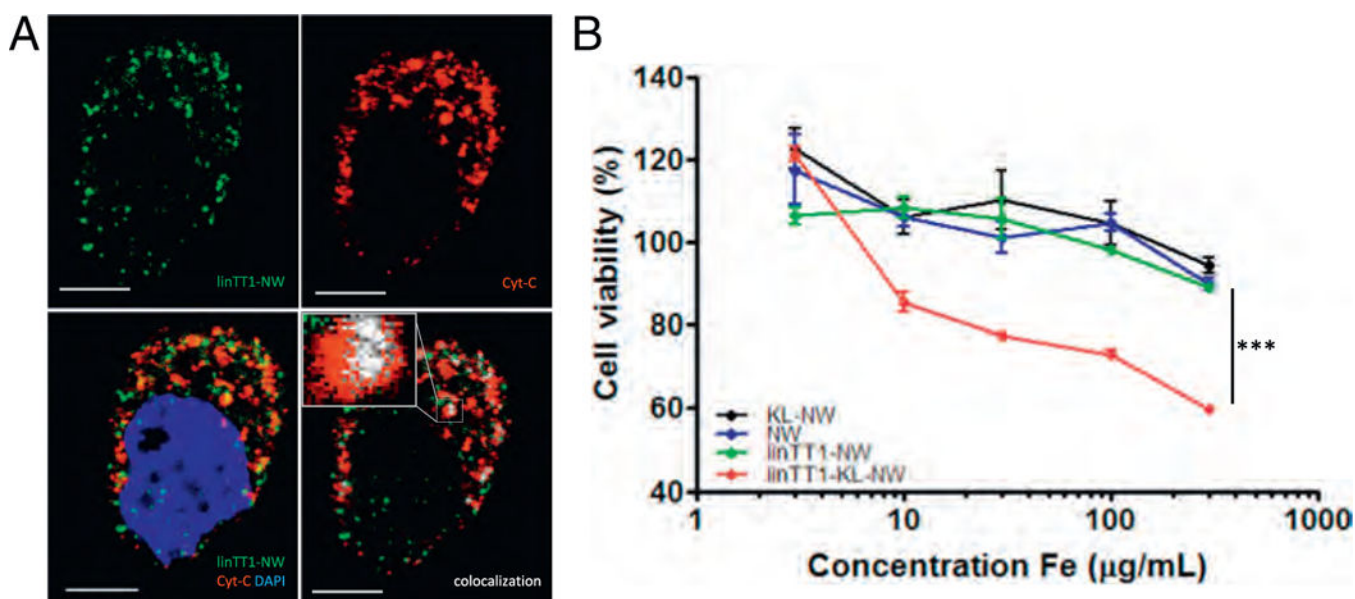 A
linTT1-NW
Cyt-C
linTT1-NW
Cyt-C DAPI
colocalization
B
140
120
100
80
60
40
Cell viability (%)
KL-NW
NW
linTT1-NW
linTT1-KL-NW
***
1
10
100
1000
Concentration Fe (µg/mL)